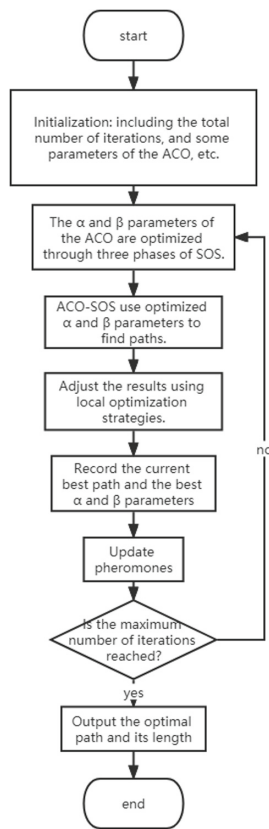 start
Initialization: including the total
number of iterations, and some
parameters of the ACO, etc.
The α and β parameters of
the ACO are optimized
through three phases of SOS.
ACO-SOS use optimized
α and β parameters to
find paths.
Adjust the results using
local optimization
strategies.
Record the current
best path and the best
α and β parameters
Update
pheromones
Is the maximum
number of iterations
reached?
no
yes
Output the optimal
path and its length
end